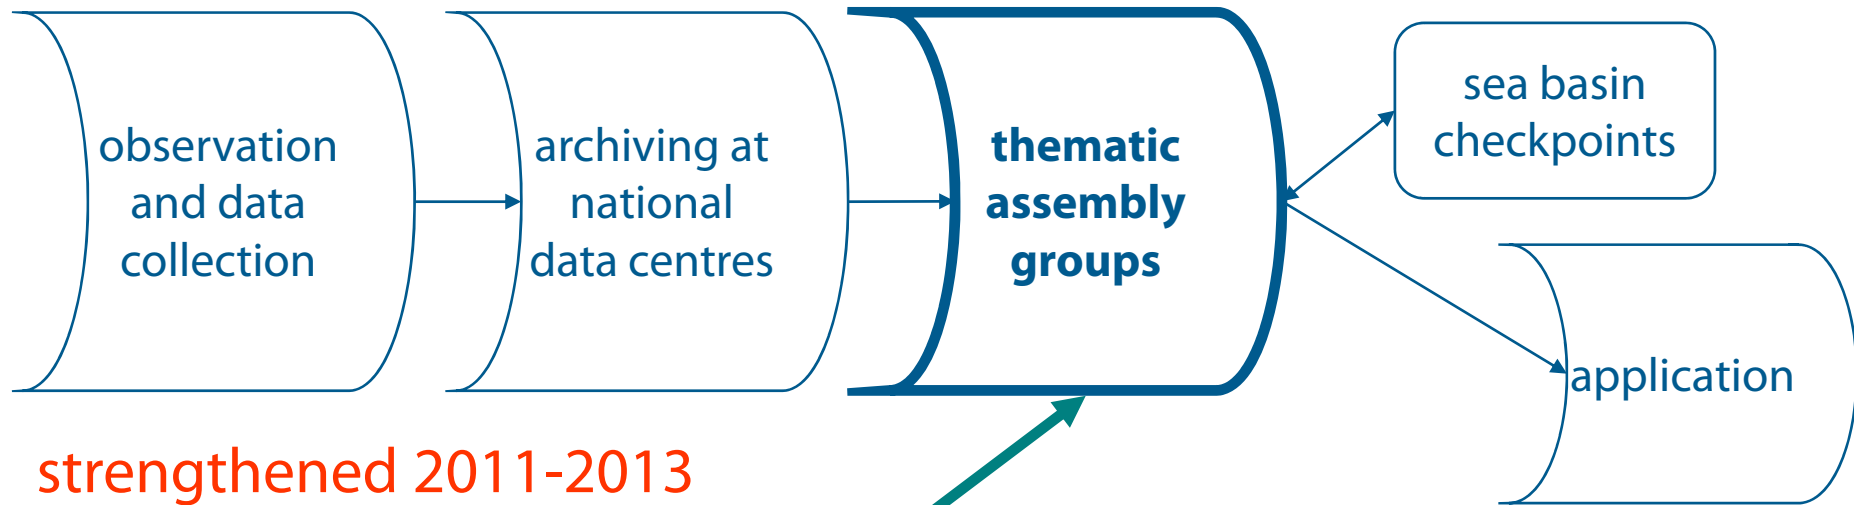 observation
and data
collection
archiving at
national
data centres
thematic
assembly
groups
sea basin
checkpoints
application
strengthened 2011-2013